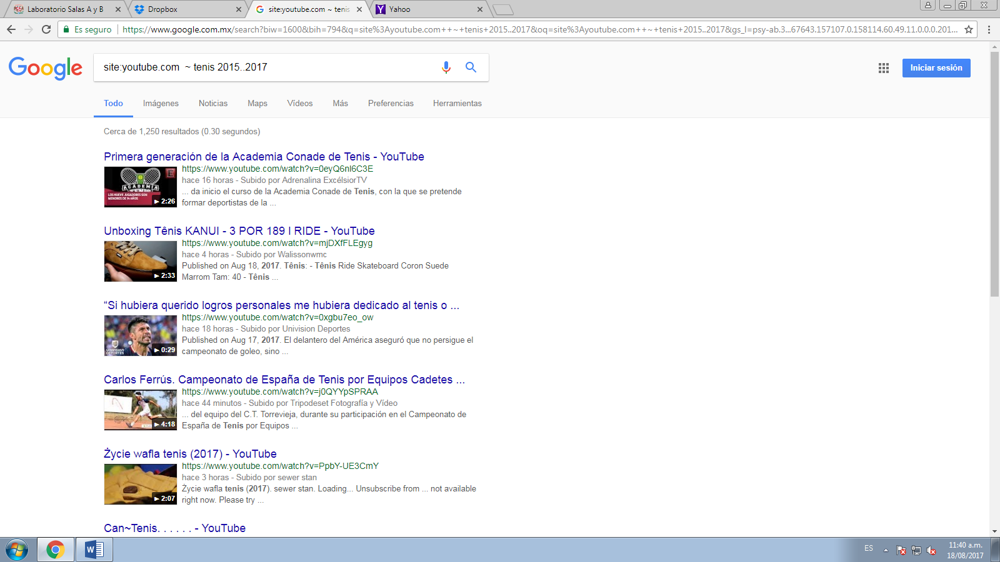 Laboratorio Salas A y B
Dropbox
site:youtube.com ~ tenis
Yahoo
Es seguro
https://www.google.com.mx/search?biw=1600&bih=794&q=site%3Ayoutube.com++~+tenis+2015..2017&oq=site%3Ayoutube.com++~+tenis+2015..2017&gs_l=psy-ab.3...67643.157107.0.158114.60.49.11.0.0.0.201...
Google
site:youtube.com ~ tenis 2015..2017
Iniciar sesión
Todo Imágenes Noticias Maps Vídeos Más Preferencias Herramientas
Cerca de 1,250 resultados (0.30 segundos)
Primera generación de la Academia Conade de Tenis - YouTube
ACADEMIA
LOS NUEVE JUGADORES SON
MENORES DE 14 AÑOS
2:26
https://www.youtube.com/watch?v=0eyQ6nl6C3E
hace 16 horas - Subido por Adrenalina ExcélsiorTV
... da inicio el curso de la Academia Conade de Tenis, con la que se pretende
formar deportistas de la ...
Unboxing Tênis KANUI - 3 POR 189 I RIDE - YouTube
2:33
https://www.youtube.com/watch?v=mjDXfFLEgyg
hace 4 horas - Subido por Walissonwmc
Published on Aug 18, 2017. Tênis: - Tênis Ride Skateboard Coron Suede
Marrom Tam: 40 - Tênis ...
“Si hubiera querido logros personales me hubiera dedicado al tenis o ...
0:29
https://www.youtube.com/watch?v=0xgbu7eo_ow
hace 18 horas - Subido por Univision Deportes
Published on Aug 17, 2017. El delantero del América aseguró que no persigue el
campeonato de goleo, sino ...
Carlos Ferrús. Campeonato de España de Tenis por Equipos Cadetes ...
4:18
https://www.youtube.com/watch?v=j0QYYpSPRAA
hace 44 minutos - Subido por Tripodeset Fotografía y Vídeo
... del equipo del C.T. Torrevieja, durante su participación en el Campeonato de
España de Tenis por Equipos ...
Życie wafla tenis (2017) - YouTube
2:07
https://www.youtube.com/watch?v=PpbY-UE3CmY
hace 3 horas - Subido por sewer stan
Życie wafla tenis (2017). sewer stan. Loading... Unsubscribe from ... not available
right now. Please try ...
Can~Tenis. . . . . . - YouTube
ES
11:40 a.m.
18/08/2017